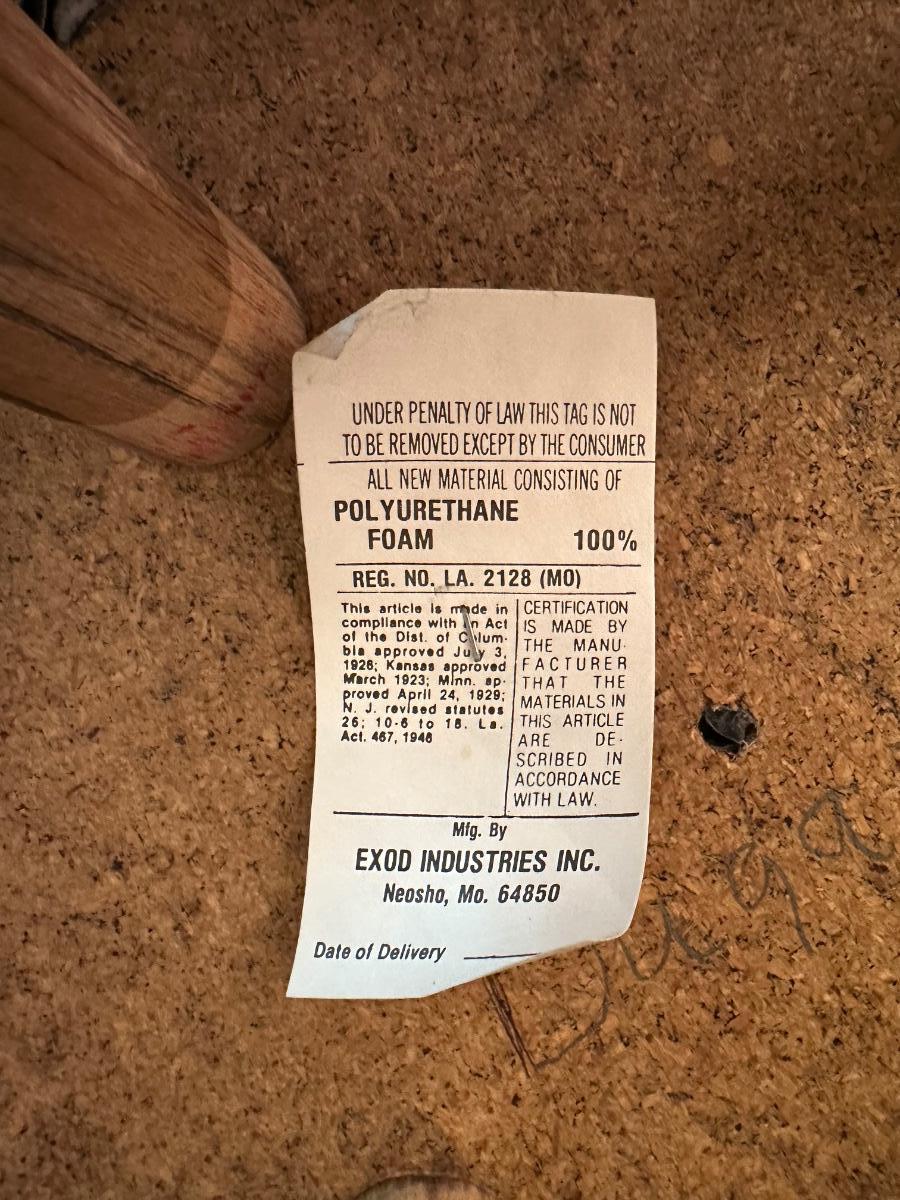 UNDER PENALTY OF LAW THIS TAG IS NOT
TO BE REMOVED EXCEPT BY THE CONSUMER
ALL NEW MATERIAL CONSISTING OF
POLYURETHANE
FOAM 100%
REG. NO. LA. 2128 (MO)
This article is made in
compliance with an Act
of the Dist. of Colum-
bia approved July 3,
1926; Kansas approved
March 1923; Minn. ap-
proved April 24, 1929;
N. J. revised statutes
26; 10-6 to 18. La.
Act. 467, 1948
CERTIFICATION
IS MADE BY
THE MANU-
FACTURER
THAT THE
MATERIALS IN
THIS ARTICLE
ARE DE-
SCRIBED IN
ACCORDANCE
WITH LAW.
Mfg. By
EXOD INDUSTRIES INC.
Neosho, Mo. 64850
Date of Delivery